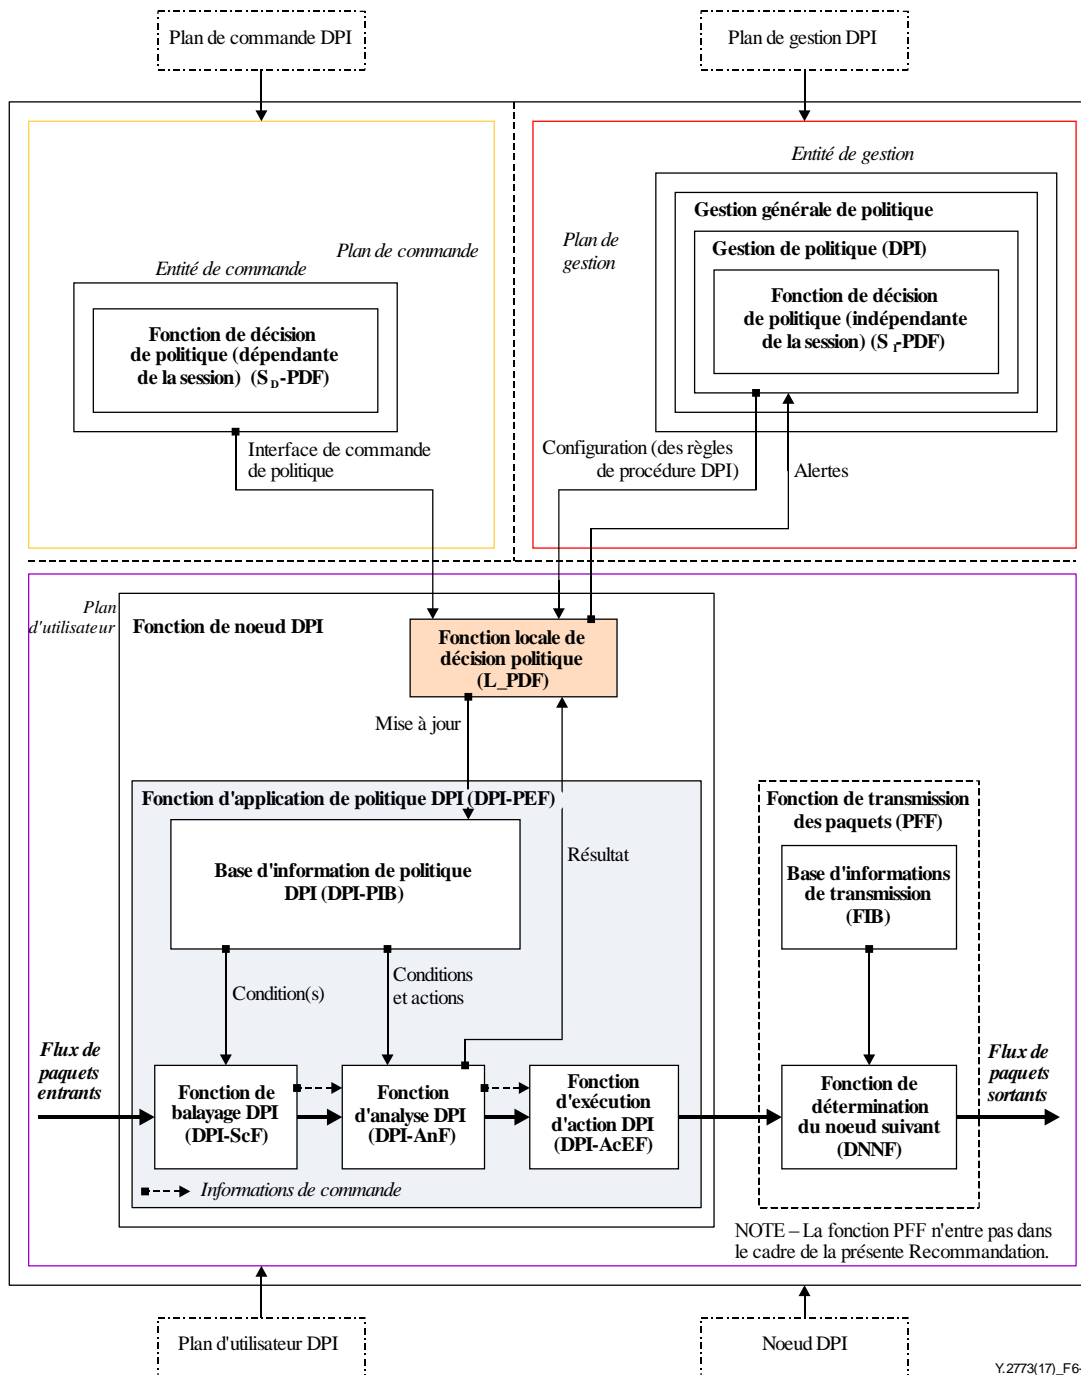 Plan de commande DPI
Plan de gestion DPI
Entité de gestion
Gestion générale de politique
Plan de
gestion
Gestion de politique (DPI)
Fonction de décision
de politique (indépendante
de la session) (S I-PDF)
Plan de commande
Entité de commande
Fonction de décision
de politique (dépendante
de la session) (S D-PDF)
Interface de commande
de politique
Configuration (des règles
de procédure DPI)
Alertes
Plan
d'utilisateur
Fonction de noeud DPI
Fonction locale de
décision politique
(L_PDF)
Mise à jour
Fonction d'application de politique DPI (DPI-PEF)
Base d'information de politique
DPI (DPI-PIB)
Résultat
Fonction de transmission
des paquets (PFF)
Base d'informations
de transmission
(FIB)
Condition(s)
Conditions
et actions
Flux de
paquets
entrants
Fonction de
balayage DPI
(DPI-ScF)
Fonction
d'analyse DPI
(DPI-AnF)
Fonction
d'exécution
d'action DPI
(DPI-AcEF)
Fonction de
détermination
du noeud suivant
(DNNF)
Flux de
paquets
sortants
Informations de commande
NOTE – La fonction PFF n'entre pas dans
le cadre de la présente Recommandation.
Plan d'utilisateur DPI
Noeud DPI
Y.2773(17)_F6-